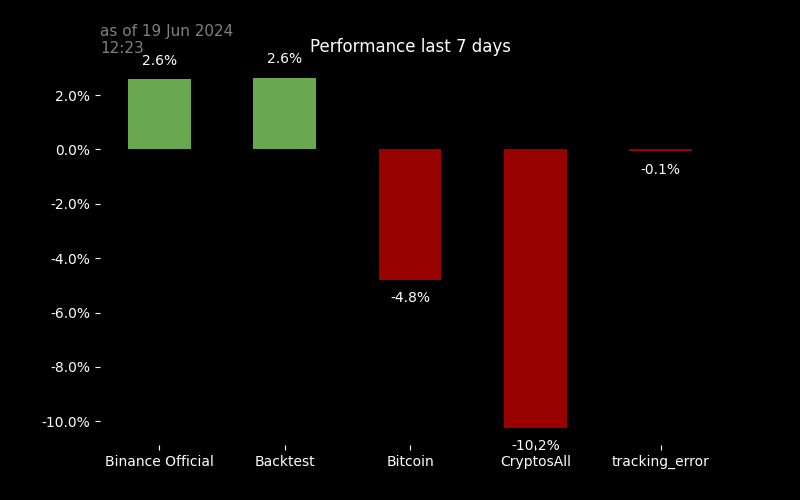 as of 19 Jun 2024
12:23
Performance last 7 days
2.6%
2.6%
2.0%
0.0%
-0.1%
-2.0%
-4.0%
-4.8%
-6.0%
-8.0%
-10.0%
-10.2%
Binance Official
Backtest
Bitcoin
CryptosAll
tracking_error